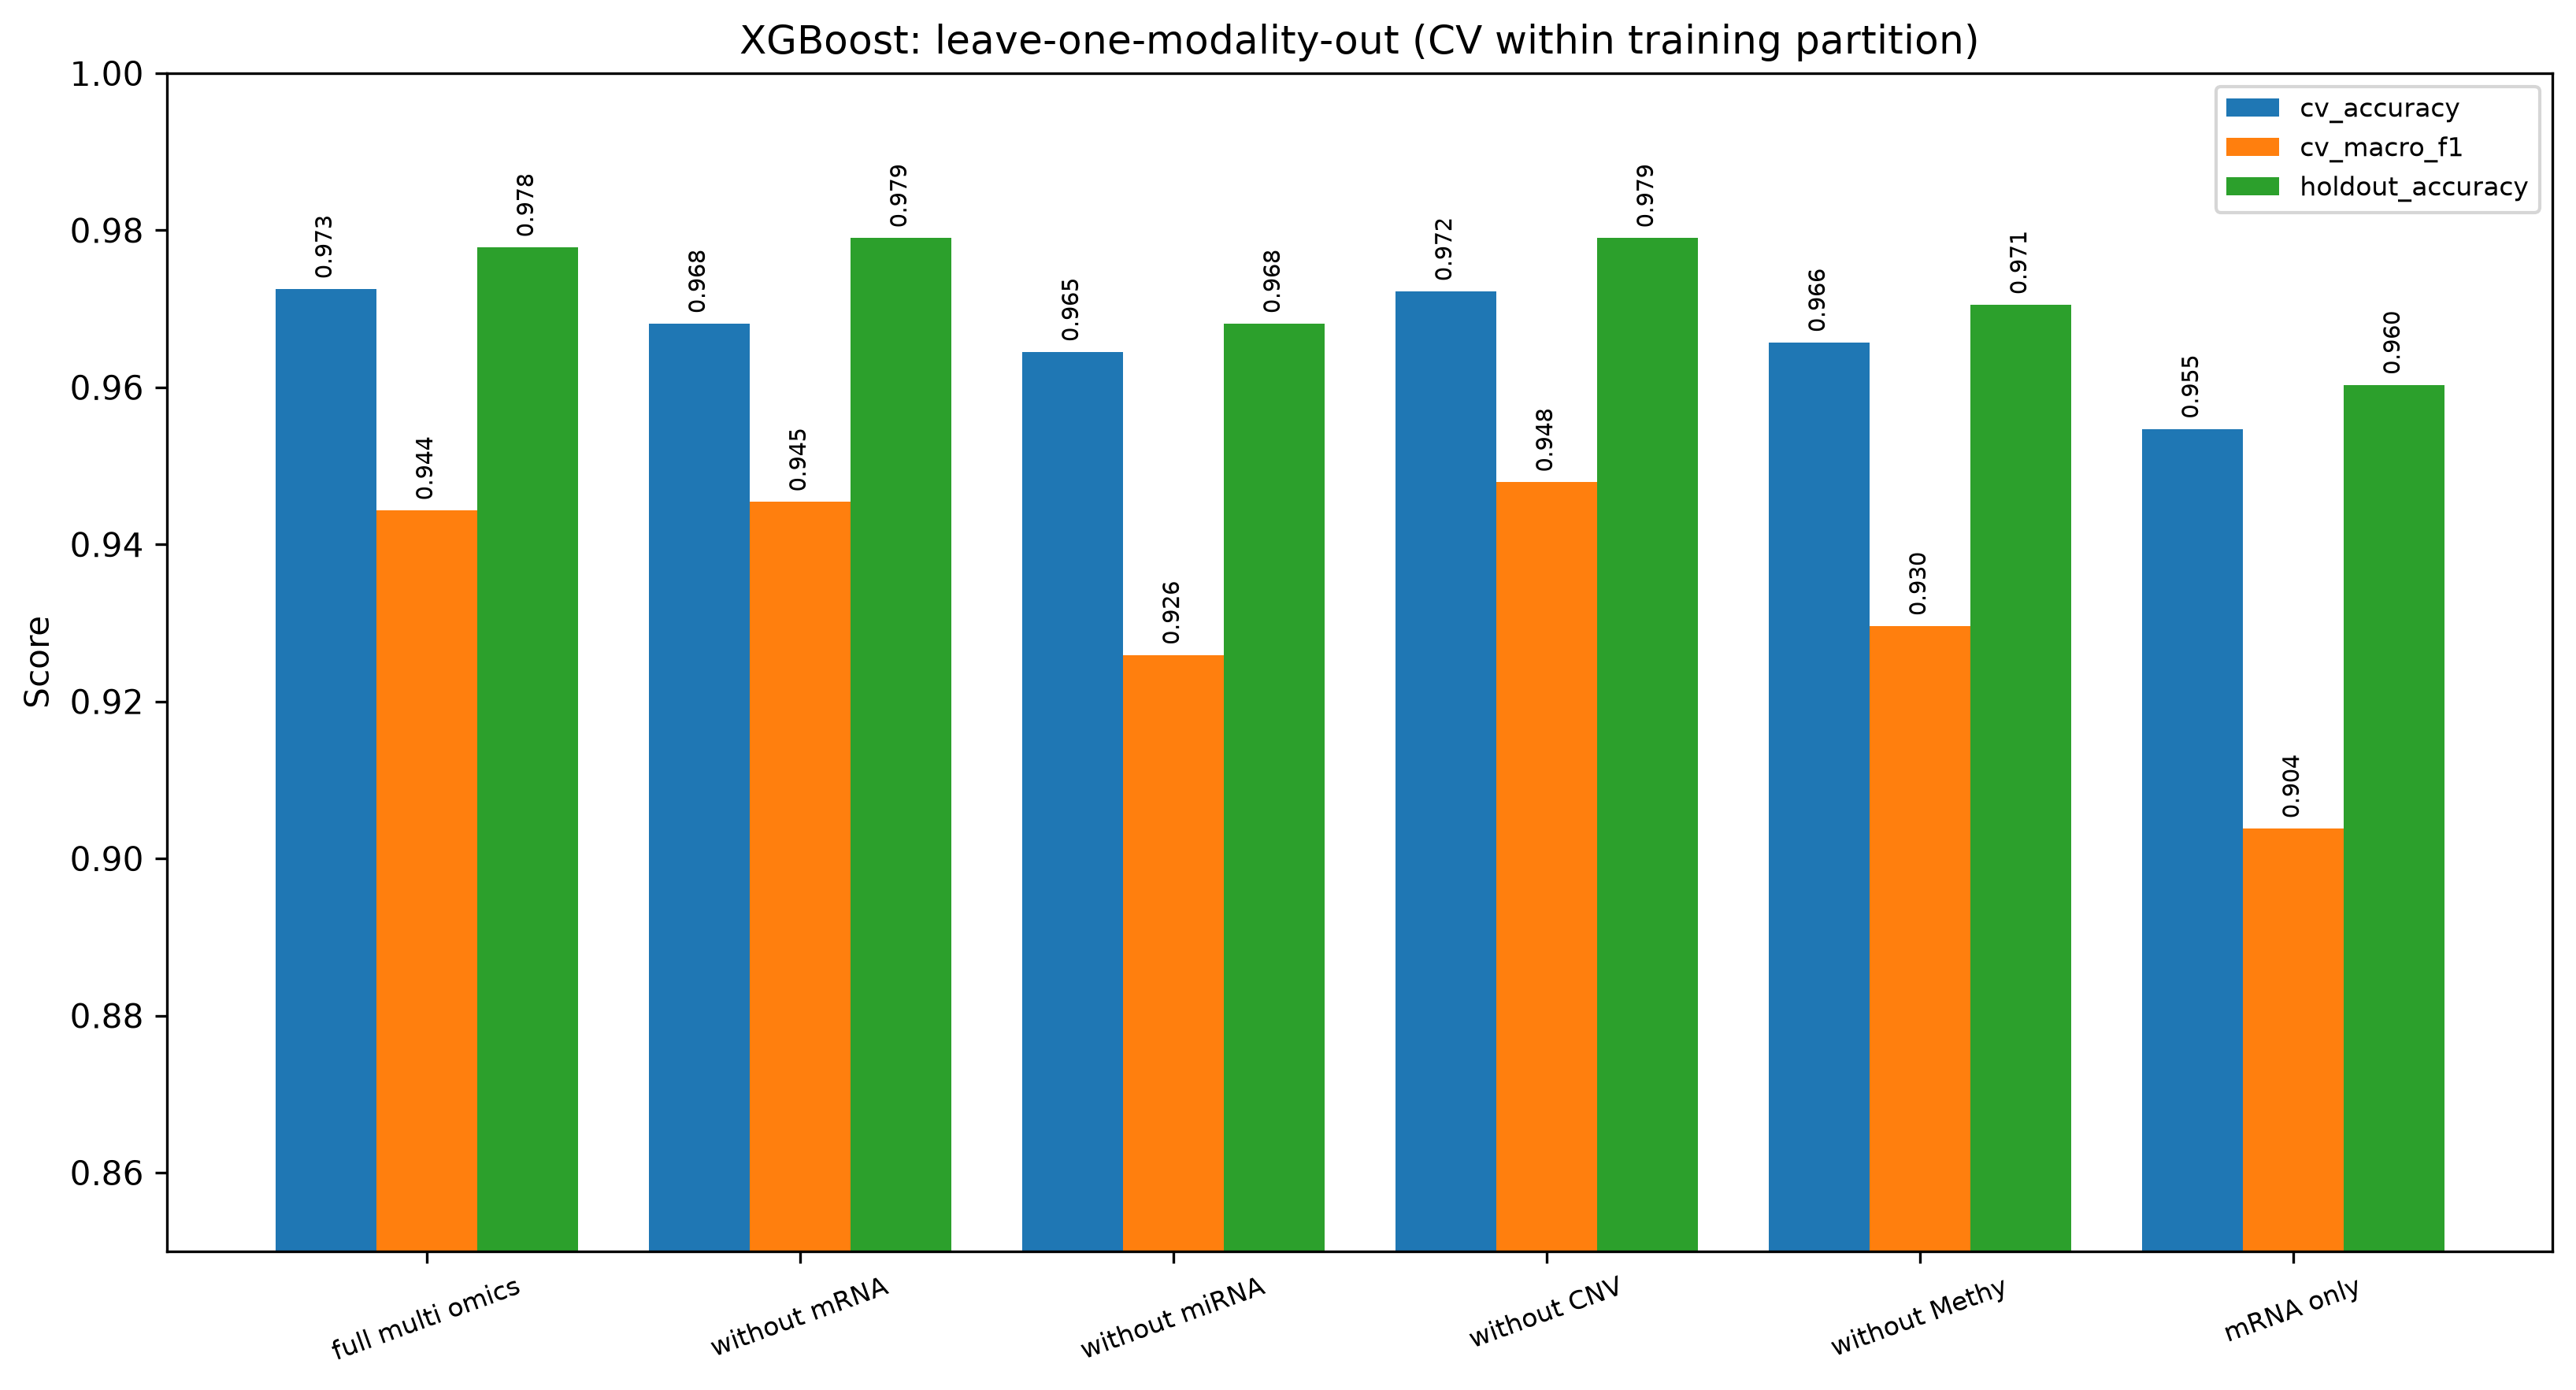 XGBoost: leave-one-modality-out (CV within training partition)
1.00
0.98
0.96
0.94
0.92
0.90
0.88
0.86
Score
cv_accuracy
cv_macro_f1
holdout_accuracy
0.973
0.944
0.978
0.968
0.945
0.979
0.965
0.926
0.968
0.972
0.948
0.979
0.966
0.930
0.971
0.955
0.904
0.960
full multi omics
without mRNA
without miRNA
without CNV
without Methy
mRNA only